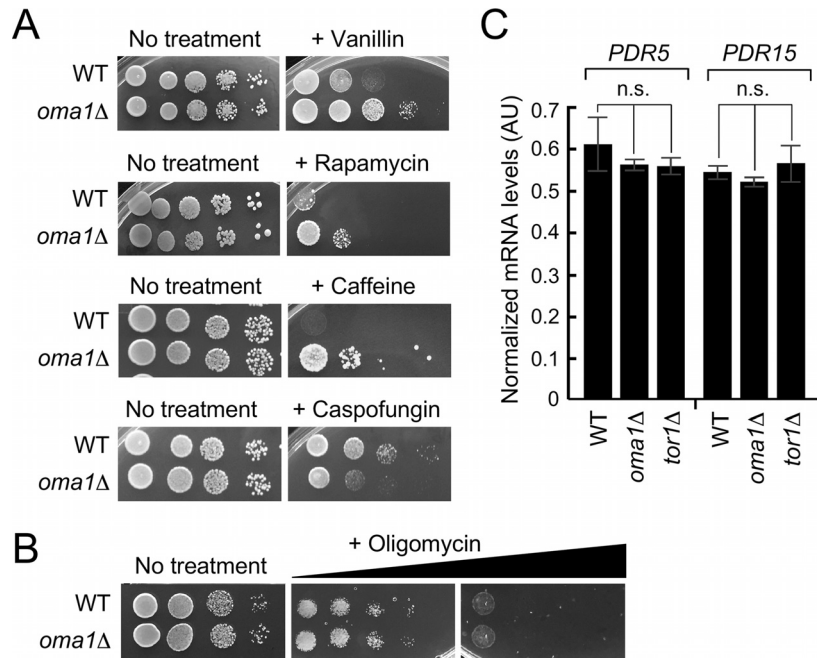 A
No treatment + Vanillin
WT
oma1Δ
No treatment + Rapamycin
WT
oma1Δ
No treatment + Caffeine
WT
oma1Δ
No treatment + Caspofungin
WT
oma1Δ
B
No treatment + Oligomycin
WT
oma1Δ
C
PDR5 PDR15
n.s. n.s.
Normalized mRNA levels (AU)
0.7
0.6
0.5
0.4
0.3
0.2
0.1
0
WT oma1Δ tor1Δ WT oma1Δ tor1Δ